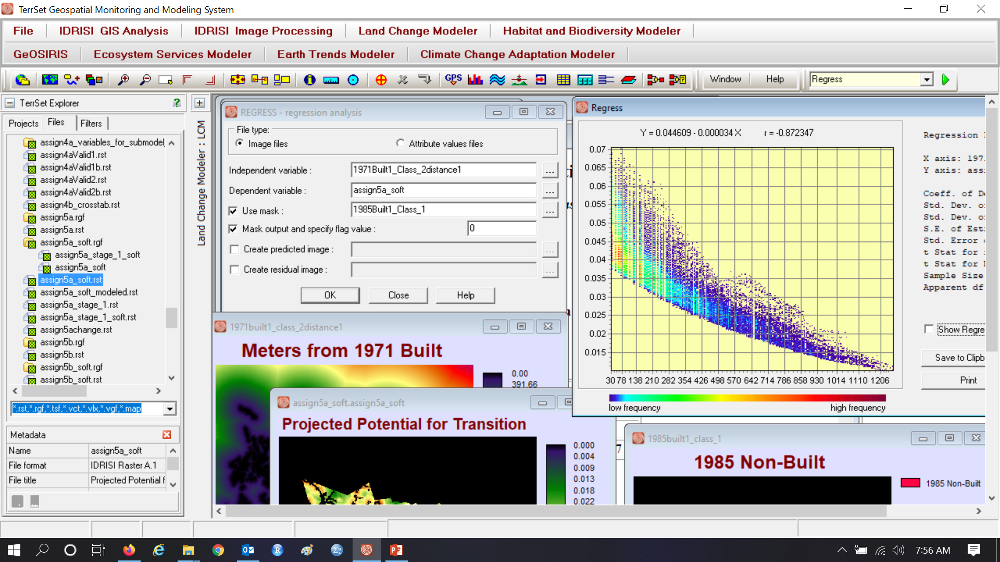 TerrSet Geospatial Monitoring and Modeling System
File IDRISI GIS Analysis IDRISI Image Processing Land Change Modeler Habitat and Biodiversity Modeler
GeOSIRIS Ecosystem Services Modeler Earth Trends Modeler Climate Change Adaptation Modeler
GPS Window Help Regress
TerrSet Explorer
Projects Files Filters
assign4a_variables_for_submodel_
assign4aValid1.rst
assign4aValid1b.rst
assign4aValid2.rst
assign4aValid2b.rst
assign4b_crosstab.rst
assign5a.rgf
assign5a.rst
assign5a_soft.rgf
assign5a_stage_1_soft
assign5a_soft
assign5a_soft.rst
assign5a_soft_modeled.rst
assign5a_stage_1.rst
assign5a_stage_1_soft.rst
assign5achange.rst
assign5b.rgf
assign5b.rst
assign5b_soft.rgf
assign5b_soft.rst
*.rst,*.rgf,*.tsf,*.vct,*.vlx,*.vgf,*.map
Metadata
Name assign5a_soft
File format IDRISI Raster A.1
File title Projected Potential f
Land Change Modeler : LCM
REGRESS - regression analysis
File type:
Image files Attribute values files
Independent variable : 1971Built1_Class_2distance1 ...
Dependent variable : assign5a_soft ...
Use mask : 1985Built1_Class_1 ...
Mask output and specify flag value : 0
Create predicted image : ...
Create residual image : ...
OK Close Help
1971built1_class_2distance1
Meters from 1971 Built
0.00
391.66
assign5a_soft.assign5a_soft
Projected Potential for Transition
0.000
0.004
0.009
0.013
0.018
0.022
Regress
Y = 0.044609 - 0.000034 X r = -0.872347
0.07
0.065
0.06
0.055
0.05
0.045
0.04
0.035
0.03
0.025
0.02
0.015
30 78 138 210 282 354 426 498 570 642 714 786 858 930 1014 1110 1206
low frequency high frequency
Regression
X axis: 197
Y axis: ass
Coeff. of D
Std. Dev. o
Std. Dev. o
S.E. of Est
Std. Error
t Stat for
t Stat for
Sample Size
Apparent df
Show Regre
Save to Clipb
Print
7
1985built1_class_1
1985 Non-Built
1985 Non-Built
7:56 AM